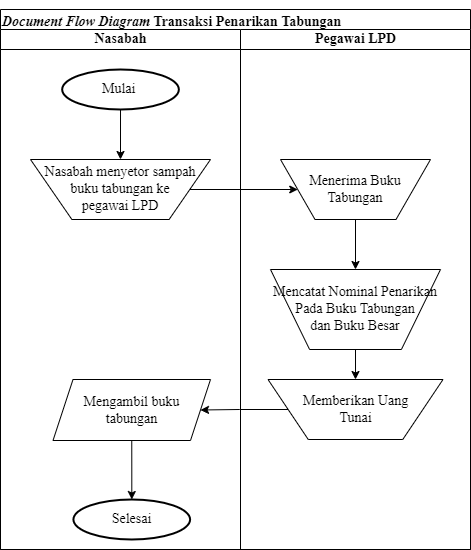 Document Flow Diagram Transaksi Penarikan Tabungan
Nasabah
Pegawai LPD
Mulai
Nasabah menyetor sampah
buku tabungan ke
pegawai LPD
Menerima Buku
Tabungan
Mencatat Nominal Penarikan
Pada Buku Tabungan
dan Buku Besar
Mengambil buku
tabungan
Memberikan Uang
Tunai
Selesai